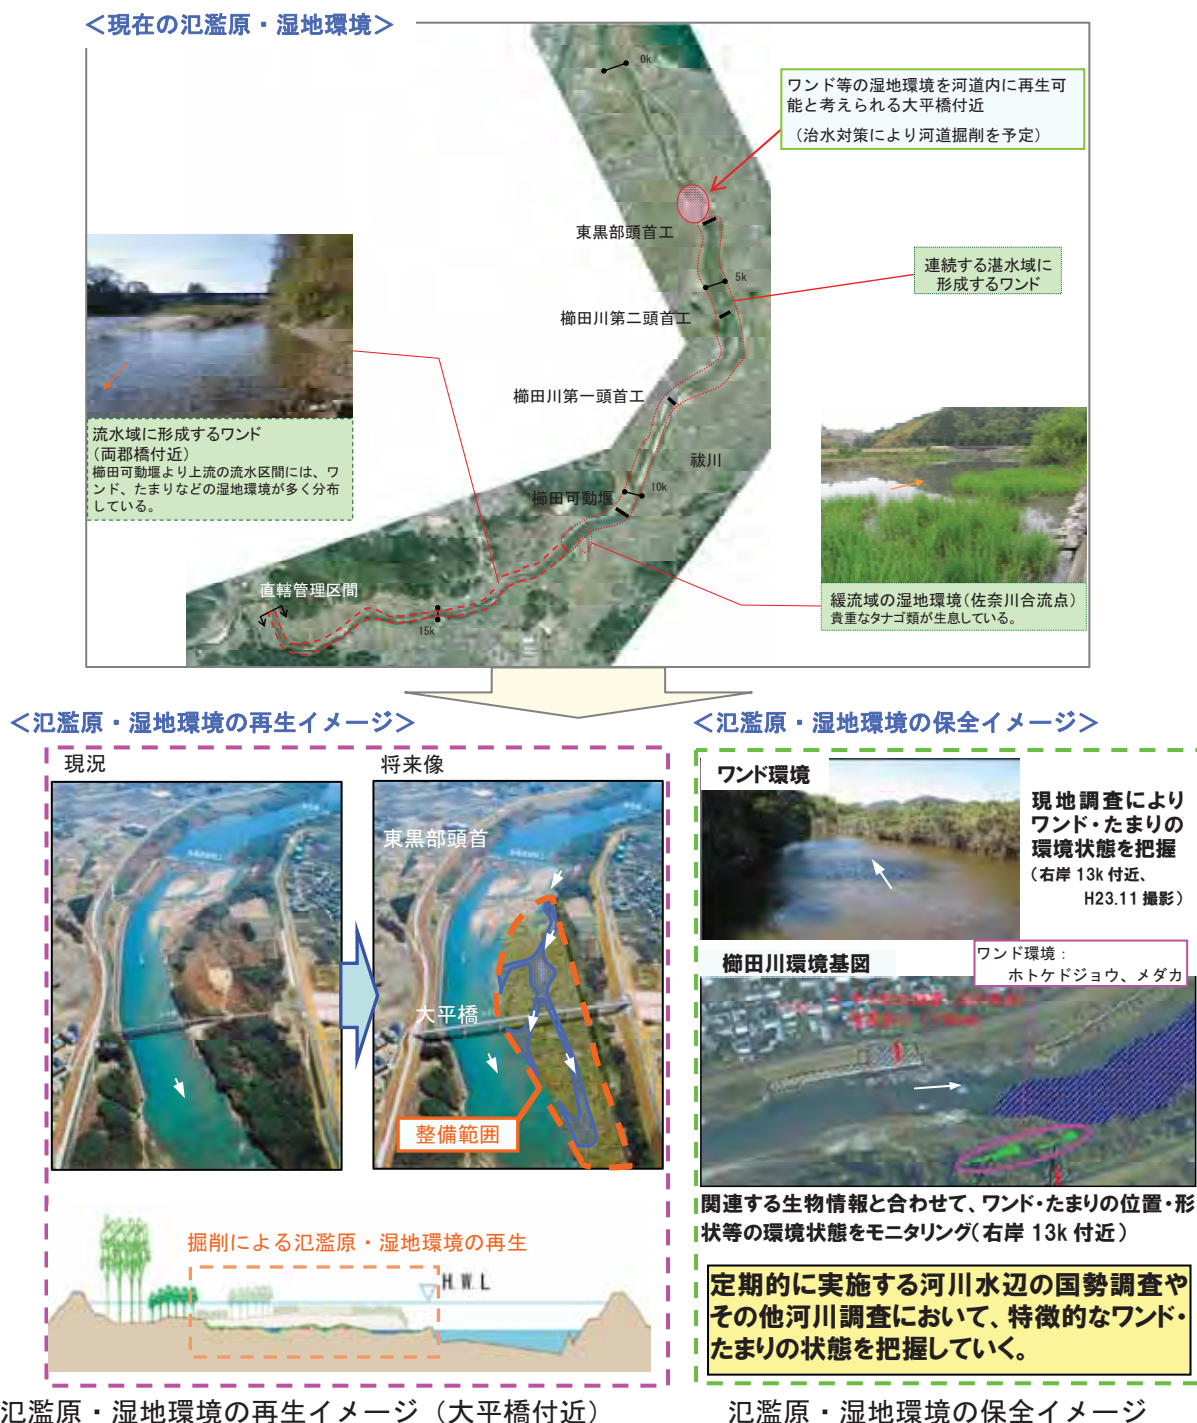 ＜現在の氾濫原・湿地環境＞
0k
ワンド等の湿地環境を河道内に再生可
能と考えられる大平橋付近
（治水対策により河道掘削を予定）
東黒部頭首工
連続する湛水域に
形成するワンド
5k
櫛田川第二頭首工
櫛田川第一頭首工
流水域に形成するワンド
（両郡橋付近）
櫛田可動堰より上流の流水区間には、ワ
ンド、たまりなどの湿地環境が多く分布
している。
祓川
10k
櫛田可動堰
直轄管理区間
15k
緩流域の湿地環境（佐奈川合流点）
貴重なタナゴ類が生息している。
＜氾濫原・湿地環境の再生イメージ＞
現況
将来像
東黒部頭首
大平橋
整備範囲
掘削による氾濫原・湿地環境の再生
H.W.L
氾濫原・湿地環境の再生イメージ（大平橋付近）
＜氾濫原・湿地環境の保全イメージ＞
ワンド環境
現地調査により
ワンド・たまりの
環境状態を把握
（右岸 13k 付近、
H23.11 撮影）
櫛田川環境基図
ワンド環境：
ホトケドジョウ、メダカ
関連する生物情報と合わせて、ワンド・たまりの位置・形
状等の環境状態をモニタリング（右岸 13k 付近）
定期的に実施する河川水辺の国勢調査や
その他河川調査において、特徴的なワンド・
たまりの状態を把握していく。
氾濫原・湿地環境の保全イメージ